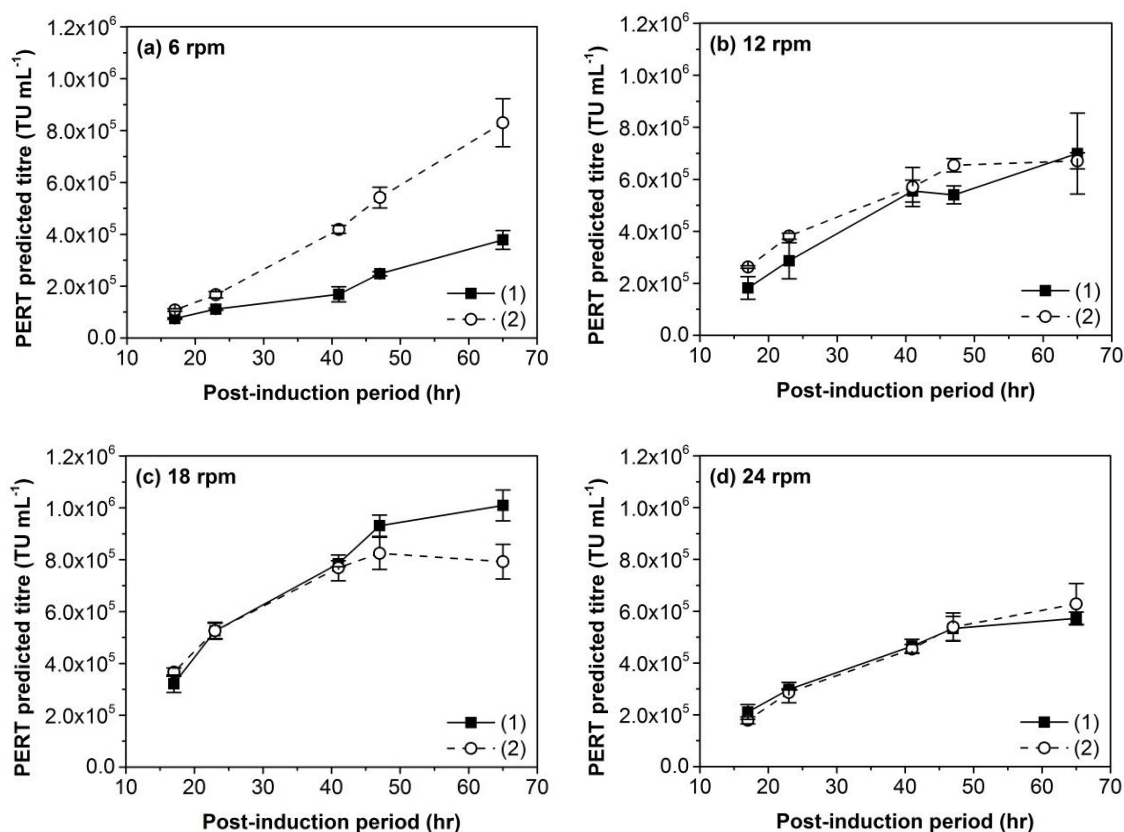 (a) 6 rpm
PERT predicted titre (TU mL⁻¹)
1.2x10⁶
1.0x10⁶
8.0x10⁵
6.0x10⁵
4.0x10⁵
2.0x10⁵
0.0
(1)
(2)
10 20 30 40 50 60 70
Post-induction period (hr)
(b) 12 rpm
PERT predicted titre (TU mL⁻¹)
1.2x10⁶
1.0x10⁶
8.0x10⁵
6.0x10⁵
4.0x10⁵
2.0x10⁵
0.0
(1)
(2)
10 20 30 40 50 60 70
Post-induction period (hr)
(c) 18 rpm
PERT predicted titre (TU mL⁻¹)
1.2x10⁶
1.0x10⁶
8.0x10⁵
6.0x10⁵
4.0x10⁵
2.0x10⁵
0.0
(1)
(2)
10 20 30 40 50 60 70
Post-induction period (hr)
(d) 24 rpm
PERT predicted titre (TU mL⁻¹)
1.2x10⁶
1.0x10⁶
8.0x10⁵
6.0x10⁵
4.0x10⁵
2.0x10⁵
0.0
(1)
(2)
10 20 30 40 50 60 70
Post-induction period (hr)